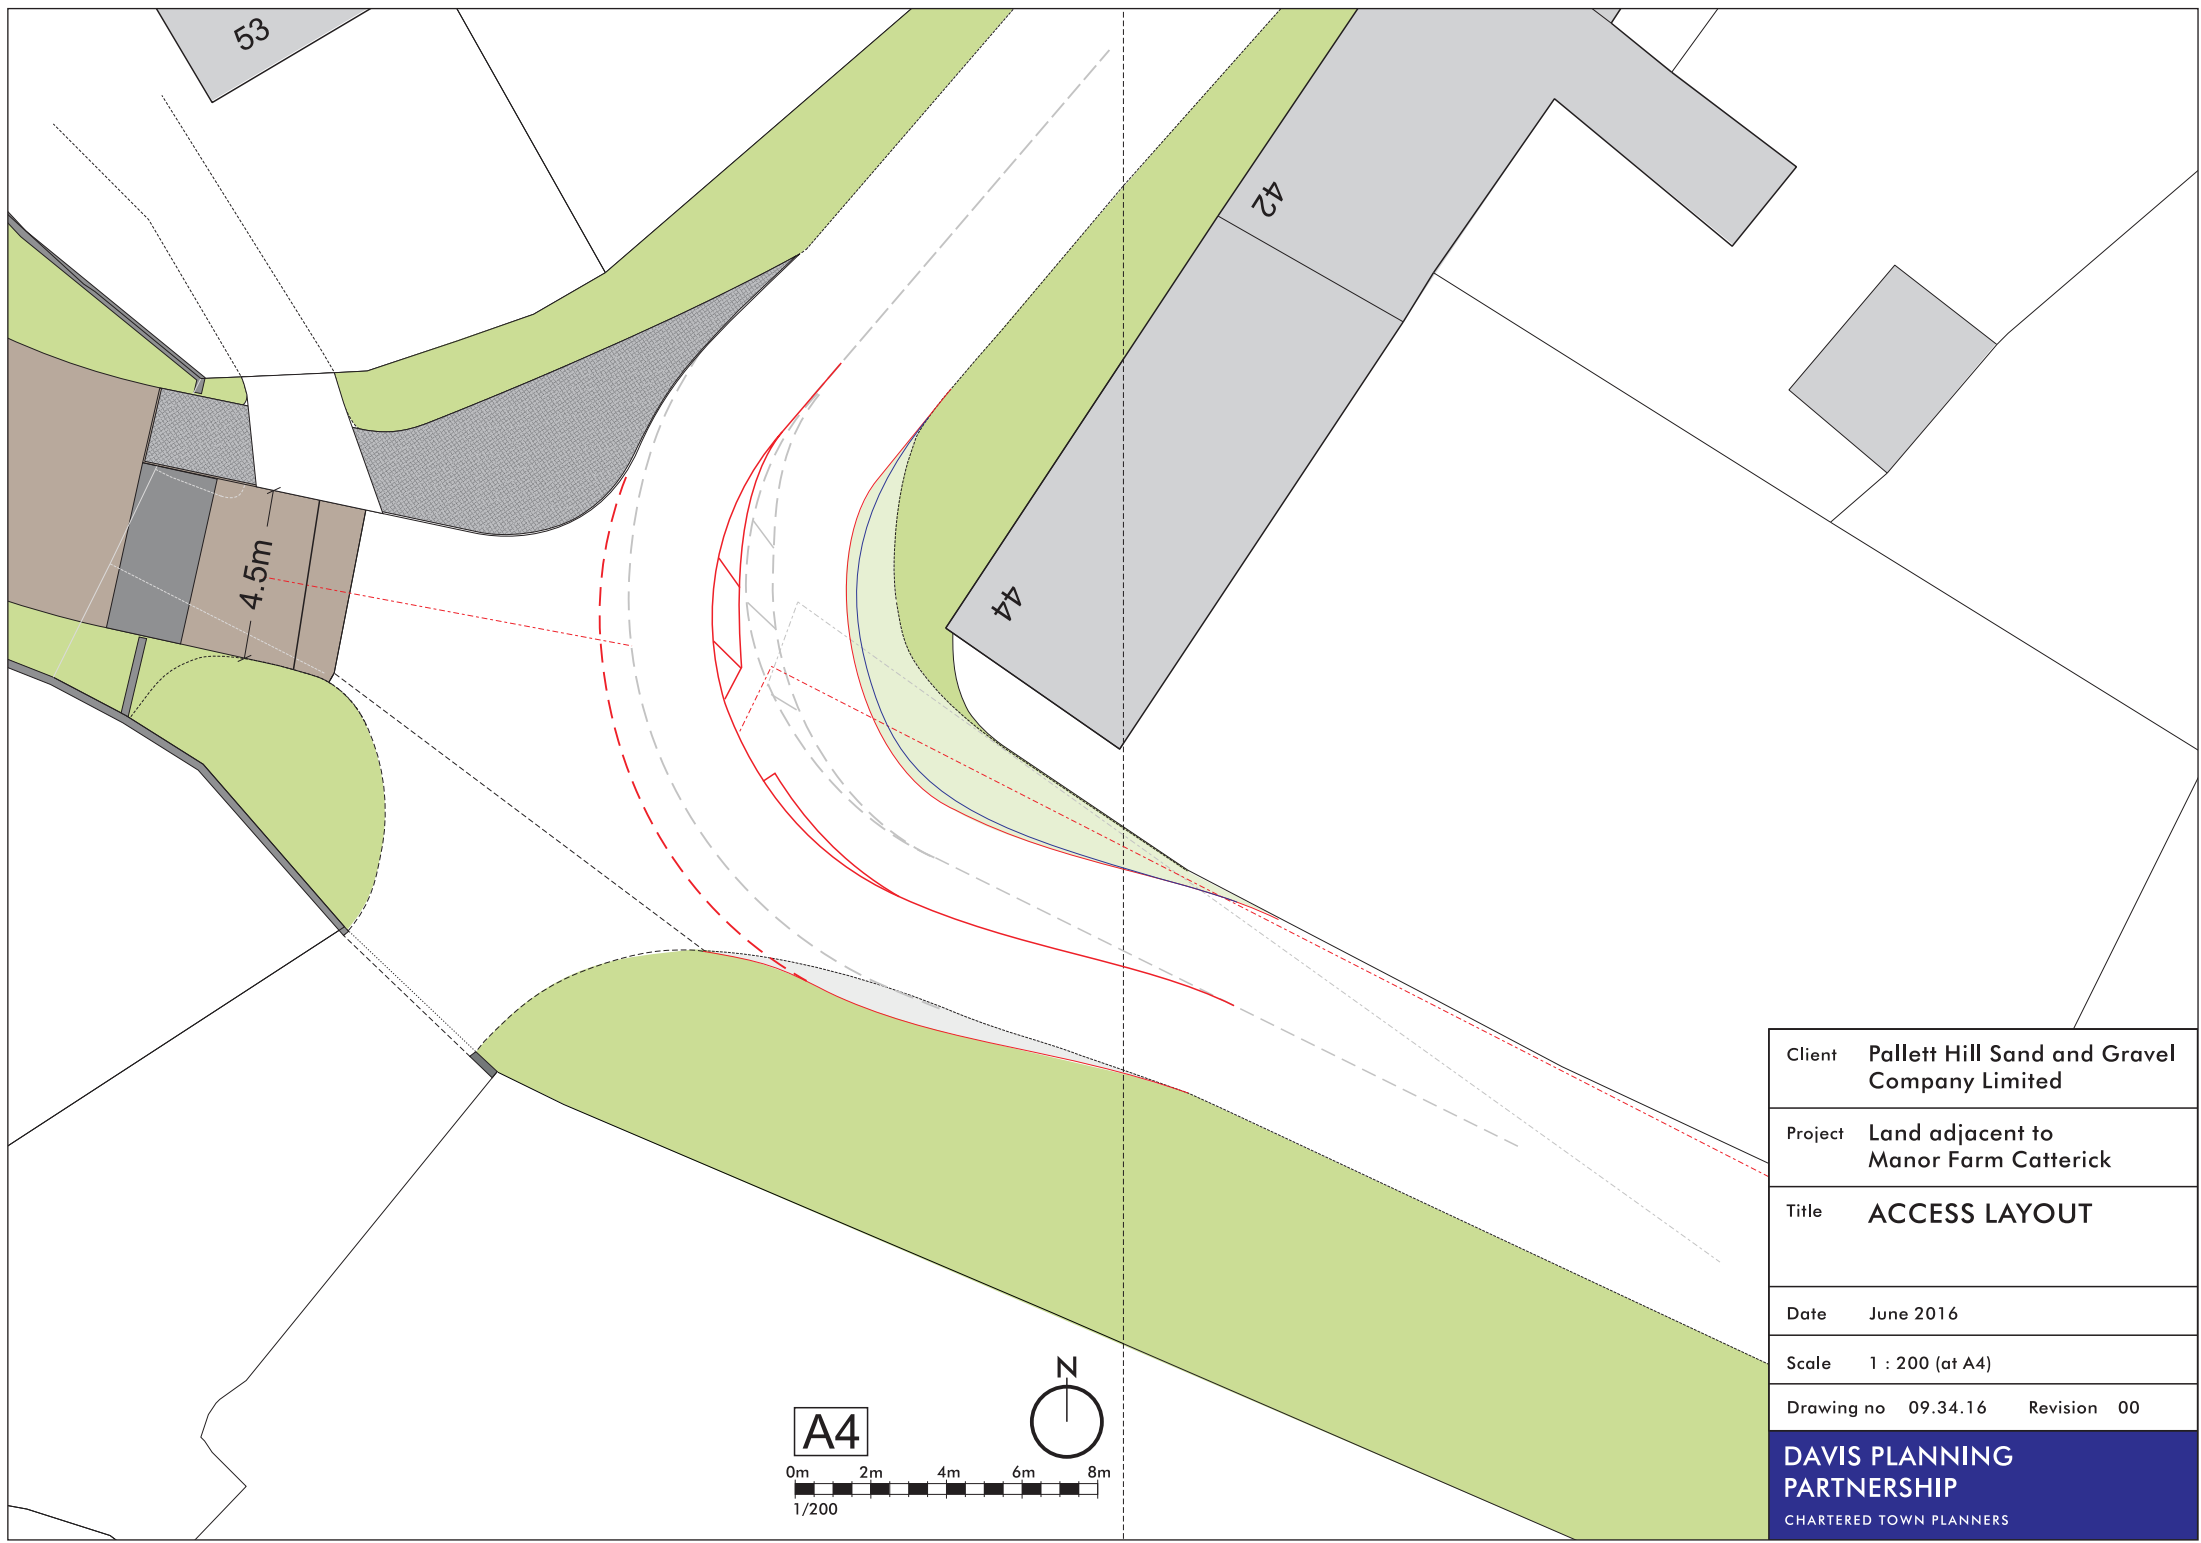 53
42
44
4.5m
Client Pallett Hill Sand and Gravel
Company Limited
Project Land adjacent to
Manor Farm Catterick
Title ACCESS LAYOUT
Date June 2016
Scale 1 : 200 (at A4)
Drawing no 09.34.16 Revision 00
DAVIS PLANNING
PARTNERSHIP
CHARTERED TOWN PLANNERS
N
A4
0m 2m 4m 6m 8m
1/200